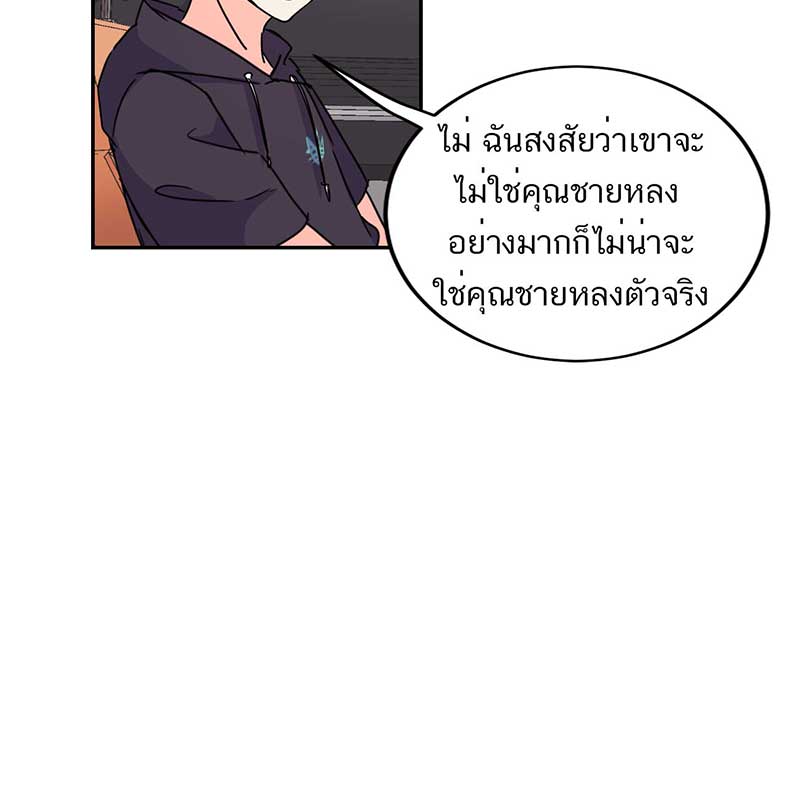 ไม่ ฉันสงสัยว่าเขาจะ
ไม่ใช่คุณชายหลง
อย่างมากก็ไม่น่าจะ
ใช่คุณชายหลงตัวจริง